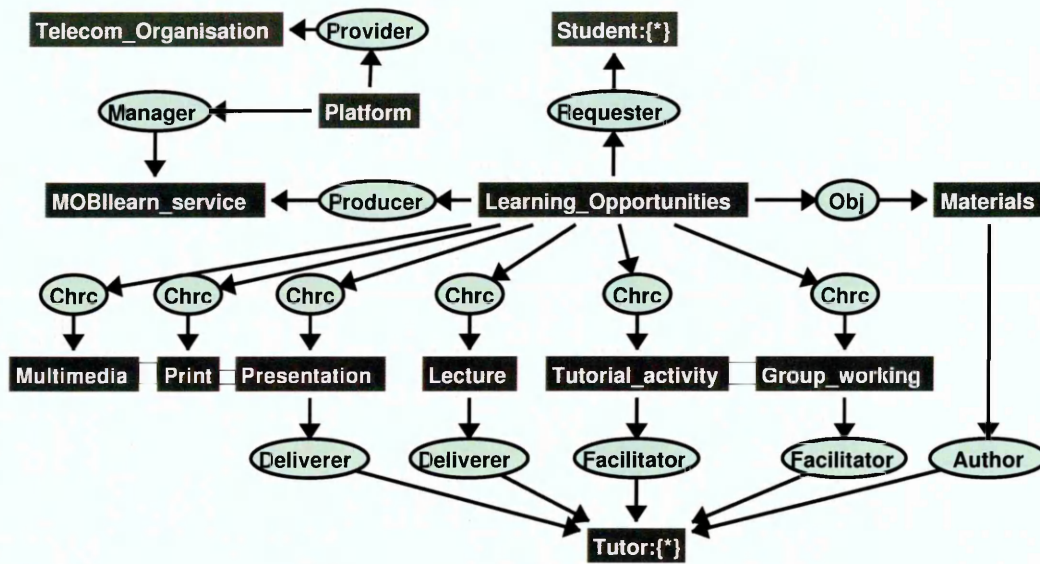 Telecom_Organisation
Provider
Student:{*}
Manager
Platform
Requester
MOBIlearn_service
Producer
Learning_Opportunities
Obj
Materials
Chrc
Chrc
Chrc
Chrc
Chrc
Chrc
Multimedia
Print
Presentation
Lecture
Tutorial_activity
Group_working
Deliverer
Deliverer
Facilitator
Facilitator
Author
Tutor:{*}